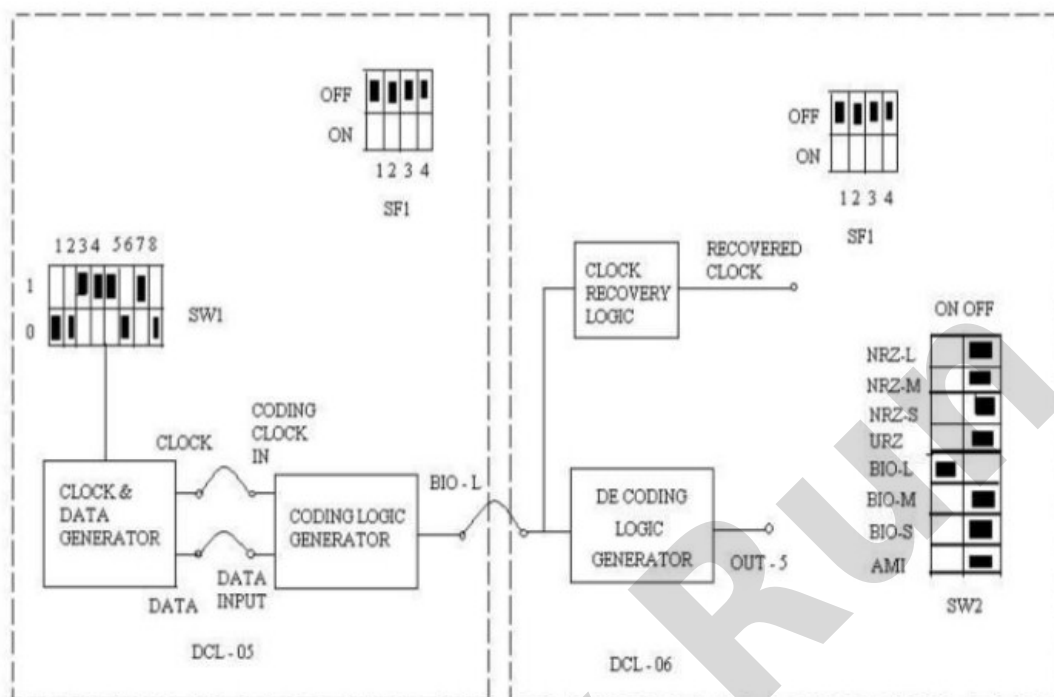 OFF
ON
1 2 3 4
SF1
1 2 3 4 5 6 7 8
1
0
SW1
CLOCK
CODING
CLOCK
IN
CLOCK &
DATA
GENERATOR
CODING LOGIC
GENERATOR
DATA
DATA
INPUT
BIO - L
DCL - 05
OFF
ON
1 2 3 4
SF1
CLOCK
RECOVERY
LOGIC
RECOVERED
CLOCK
DE CODING
LOGIC
GENERATOR
OUT - 5
DCL - 06
ON OFF
NRZ-L
NRZ-M
NRZ-S
URZ
BIO-L
BIO-M
BIO-S
AMI
SW2
Run